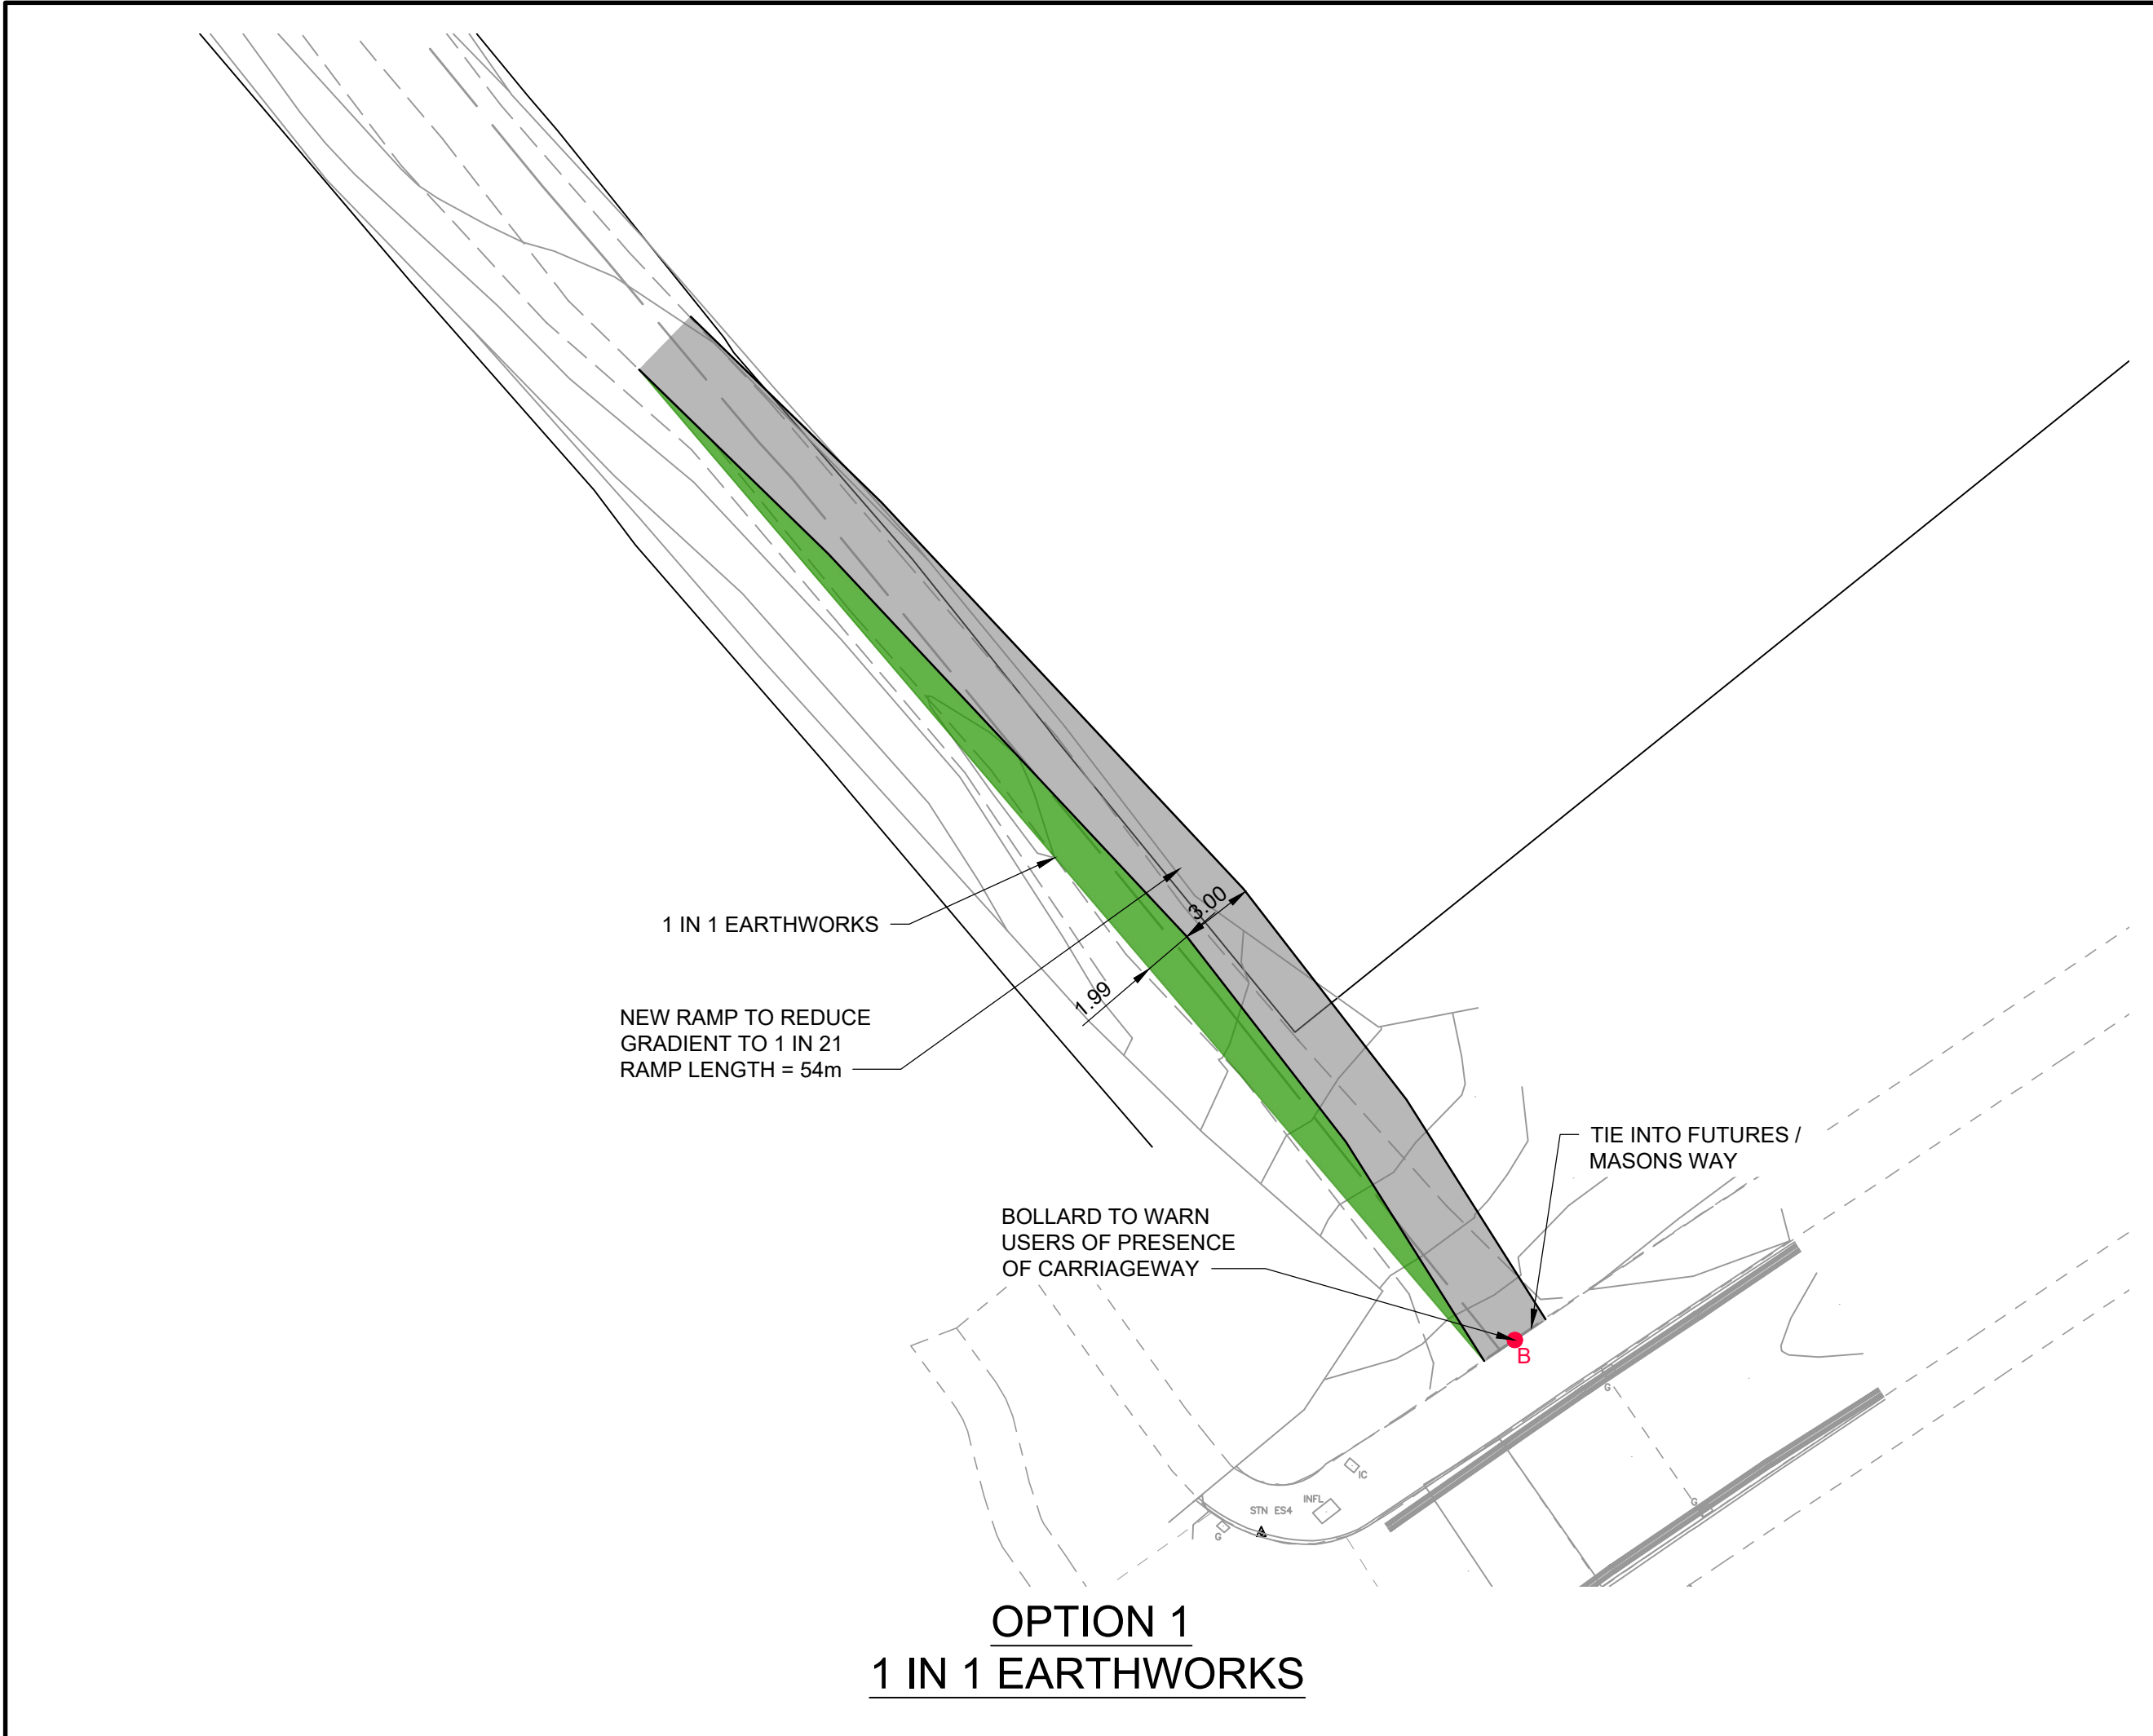 3.00
1 IN 1 EARTHWORKS
1.99
NEW RAMP TO REDUCE
GRADIENT TO 1 IN 21
RAMP LENGTH = 54m
TIE INTO FUTURES /
MASONS WAY
BOLLARD TO WARN
USERS OF PRESENCE
OF CARRIAGEWAY
B
G
IC
INFL
STN ES4
G
G
OPTION 1
1 IN 1 EARTHWORKS